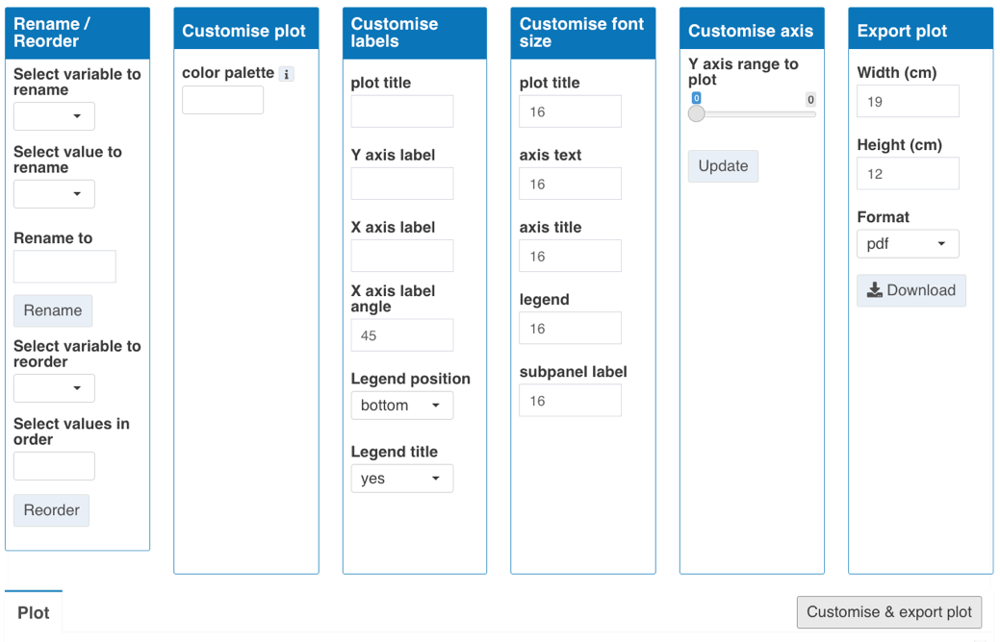 Rename /
Reorder
Select variable to
rename
Select value to
rename
Rename to
Rename
Select variable to
reorder
Select values in
order
Reorder
Customise plot
color palette i
Customise
labels
plot title
Y axis label
X axis label
X axis label
angle
45
Legend position
bottom
Legend title
yes
Customise font
size
plot title
16
axis text
16
axis title
16
legend
16
subpanel label
16
Customise axis
Y axis range to
plot
0 0
Update
Export plot
Width (cm)
19
Height (cm)
12
Format
pdf
Download
Plot
Customise & export plot